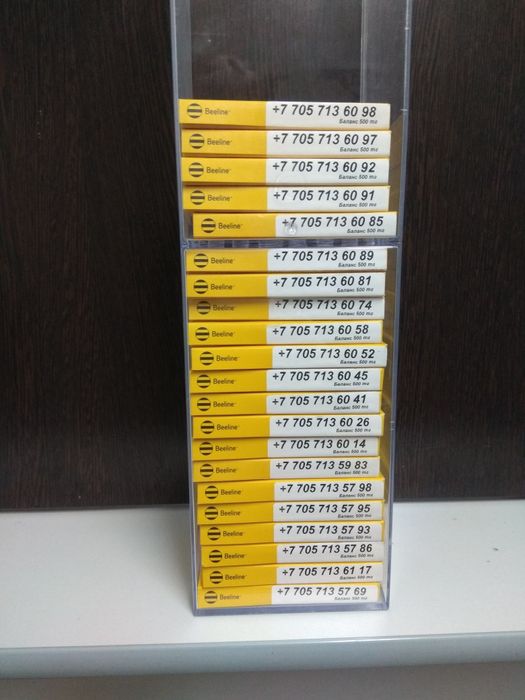 Beeline +7 705 713 60 98
Баланс 500 тг
Beeline +7 705 713 60 97
Баланс 500 тг
Beeline +7 705 713 60 92
Баланс 500 тг
Beeline +7 705 713 60 91
Баланс 500 тг
Beeline +7 705 713 60 85
Баланс 500 тг
Beeline +7 705 713 60 89
Баланс 500 тг
Beeline +7 705 713 60 81
Баланс 500 тг
Beeline +7 705 713 60 74
Баланс 500 тг
Beeline +7 705 713 60 58
Баланс 500 тг
Beeline +7 705 713 60 52
Баланс 500 тг
Beeline +7 705 713 60 45
Баланс 500 тг
Beeline +7 705 713 60 41
Баланс 500 тг
Beeline +7 705 713 60 26
Баланс 500 тг
Beeline +7 705 713 60 14
Баланс 500 тг
Beeline +7 705 713 59 83
Баланс 500 тг
Beeline +7 705 713 57 98
Баланс 500 тг
Beeline +7 705 713 57 95
Баланс 500 тг
Beeline +7 705 713 57 93
Баланс 500 тг
Beeline +7 705 713 57 86
Баланс 500 тг
Beeline +7 705 713 61 17
Баланс 500 тг
Beeline +7 705 713 57 69
Баланс 500 тг